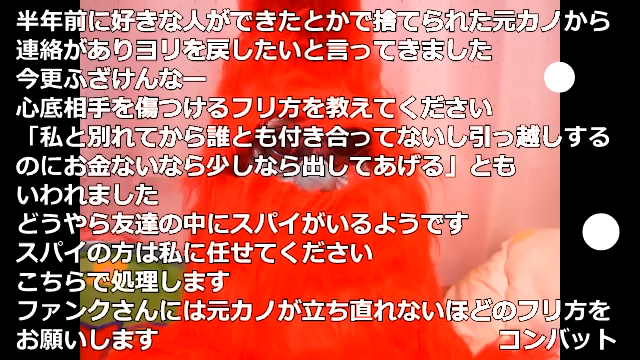 半年前に好きな人ができたとかで捨てられた元カノから
連絡がありヨリを戻したいと言ってきました
今更ふざけんなー
心底相手を傷つけるフリ方を教えてください
「私と別れてから誰とも付き合ってないし引っ越しする
のにお金ないなら少しなら出してあげる」とも
いわれました
どうやら友達の中にスパイがいるようです
スパイの方は私に任せてください
こちらで処理します
ファンクさんには元カノが立ち直れないほどのフリ方を
お願いします コンバット